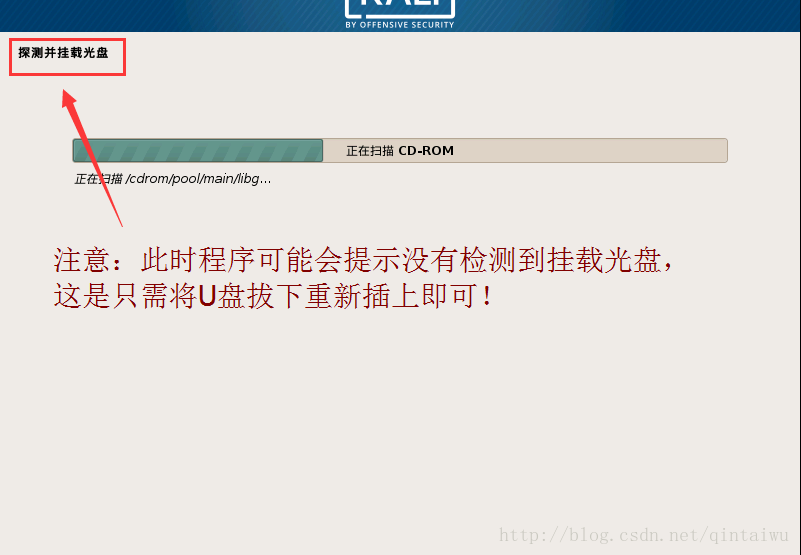 KALI
BY OFFENSIVE SECURITY
探测并挂载光盘
正在扫描 CD-ROM
正在扫描 /cdrom/pool/main/libg...
注意：此时程序可能会提示没有检测到挂载光盘，
这是只需将U盘拔下重新插上即可！
http://blog.csdn.net/qintaiwu